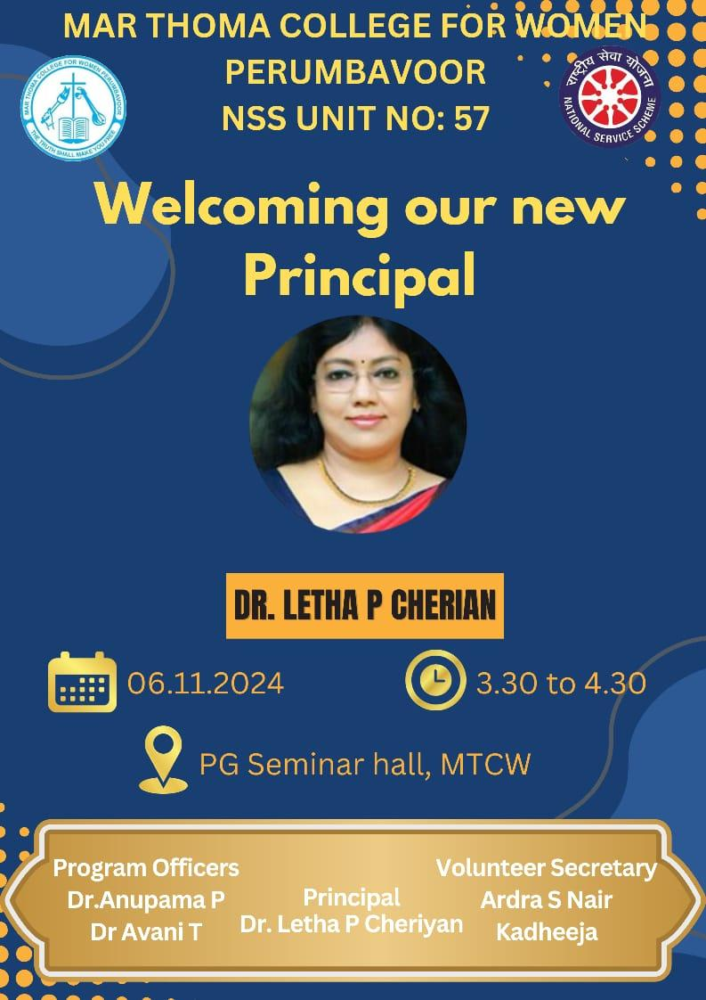 MAR THOMA COLLEGE FOR WOMEN
PERUMBAVOOR
NSS UNIT NO: 57
MAR THOMA COLLEGE FOR WOMEN PERUMBAVOOR
THE TRUTH SHALL MAKE YOU FREE
राष्ट्रीय सेवा योजना
NATIONAL SERVICE SCHEME
Welcoming our new
Principal
DR. LETHA P CHERIAN
06.11.2024
3.30 to 4.30
PG Seminar hall, MTCW
Program Officers
Dr.Anupama P
Dr Avani T
Principal
Dr. Letha P Cheriyan
Volunteer Secretary
Ardra S Nair
Kadheeja